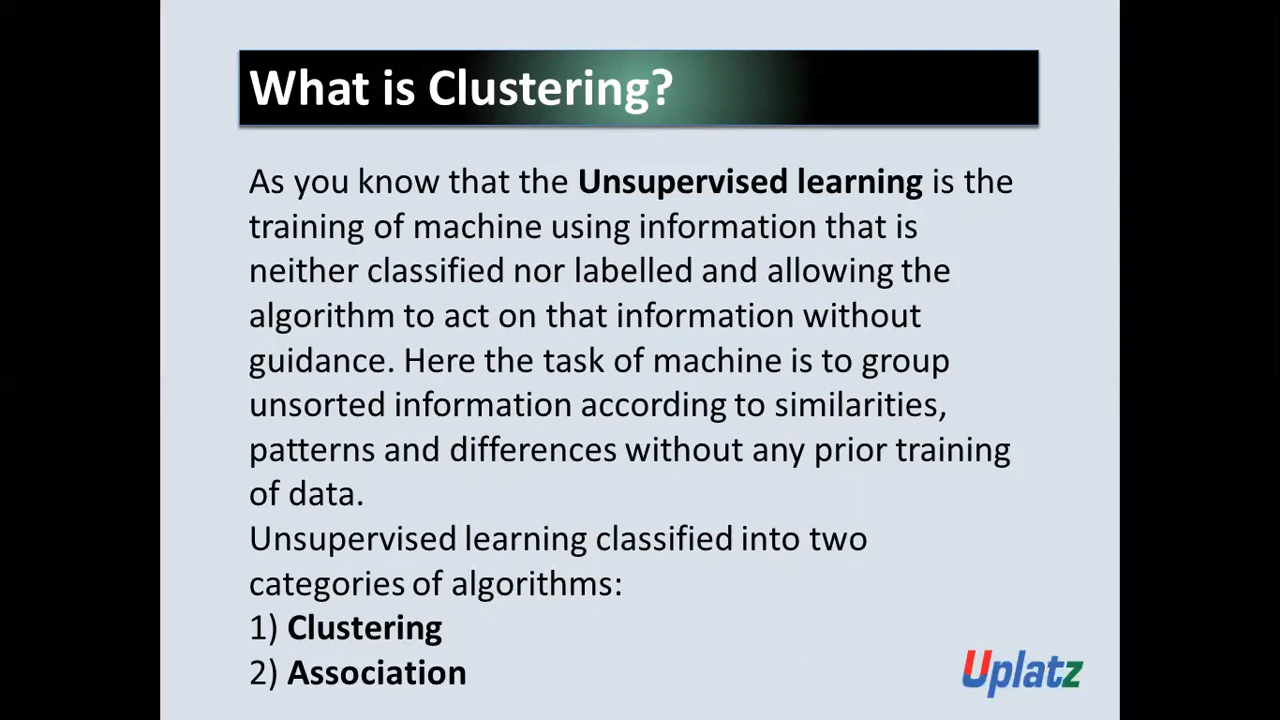 What is Clustering?
As you know that the Unsupervised learning is the
training of machine using information that is
neither classified nor labelled and allowing the
algorithm to act on that information without
guidance. Here the task of machine is to group
unsorted information according to similarities,
patterns and differences without any prior training
of data.
Unsupervised learning classified into two
categories of algorithms:
1) Clustering
2) Association
Uplatz